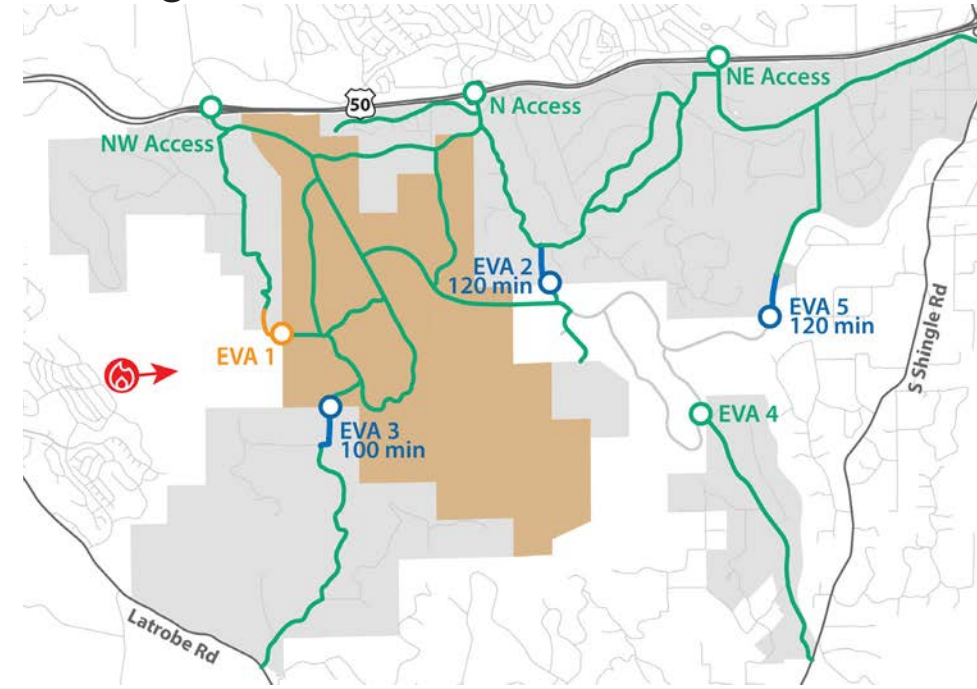 50
NE Access
N Access
NW Access
EVA 2
120 min
EVA 5
120 min
EVA 1
S Shingle Rd
EVA 4
EVA 3
100 min
Latrobe Rd